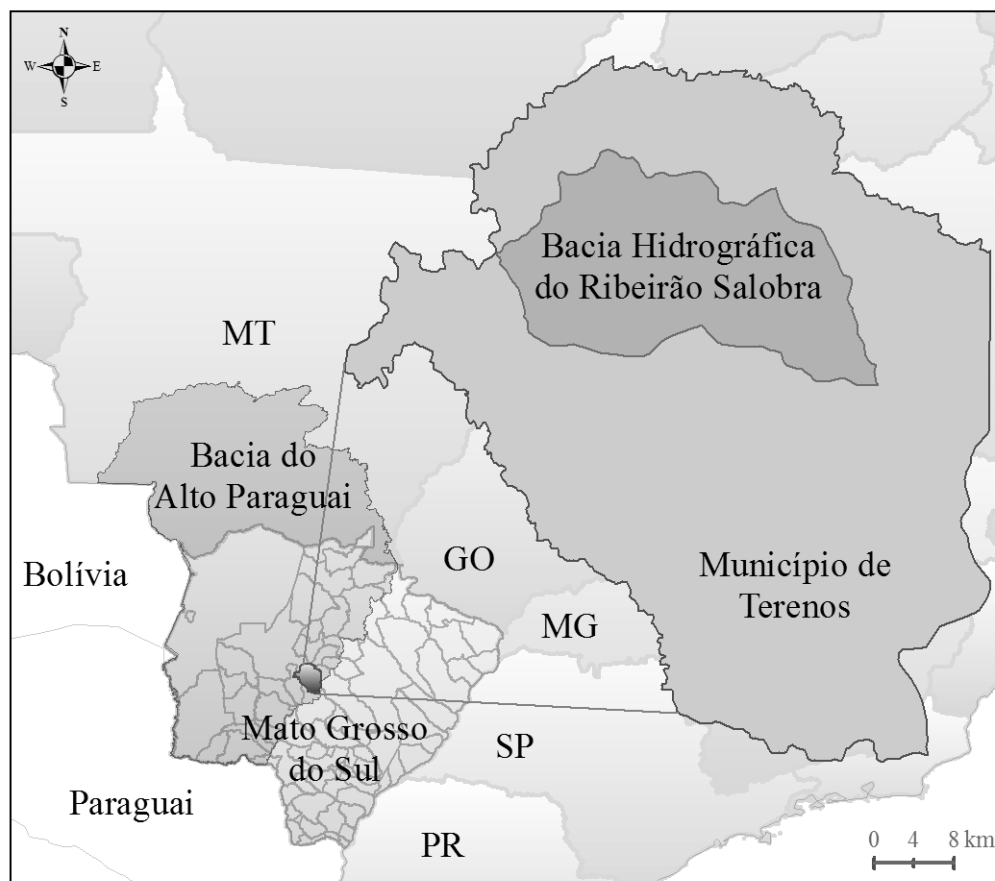 N
W E
S
Bacia Hidrográfica
do Ribeirão Salobra
MT
Bacia do
Alto Paraguai
Bolívia
GO
Município de
Terenos
MG
Mato Grosso
do Sul
SP
Paraguai
PR
0 4 8 km